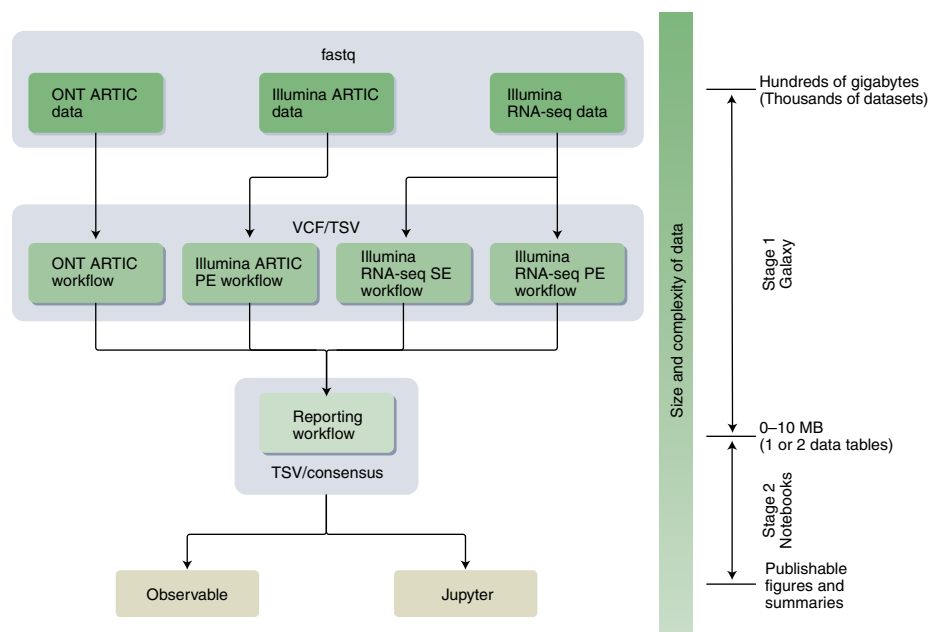 fastq
ONT ARTIC
data
Illumina ARTIC
data
Illumina
RNA-seq data
VCF/TSV
ONT ARTIC
workflow
Illumina ARTIC
PE workflow
Illumina
RNA-seq SE
workflow
Illumina
RNA-seq PE
workflow
Reporting
workflow
TSV/consensus
Observable
Jupyter
Size and complexity of data
Hundreds of gigabytes
(Thousands of datasets)
Stage 1
Galaxy
0–10 MB
(1 or 2 data tables)
Stage 2
Notebooks
Publishable
figures and
summaries